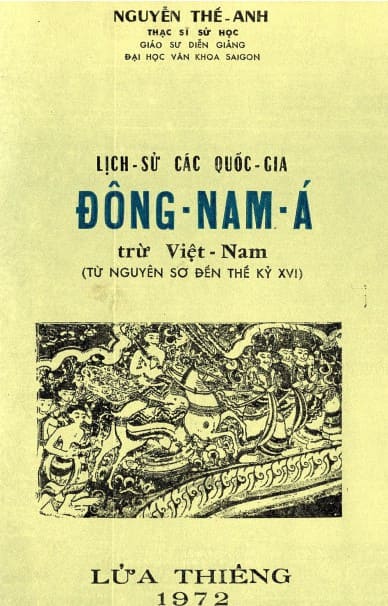 NGUYỄN THẾ-ANH
THẠC SĨ SỬ HỌC
GIÁO SƯ DIỄN GIẢNG
ĐẠI HỌC VĂN KHOA SAIGON
LỊCH-SỬ CÁC QUỐC-GIA
ĐÔNG-NAM-Á
trừ Việt-Nam
(TỪ NGUYÊN SƠ ĐẾN THẾ KỶ XVI)
LỬA THIÊNG
1972